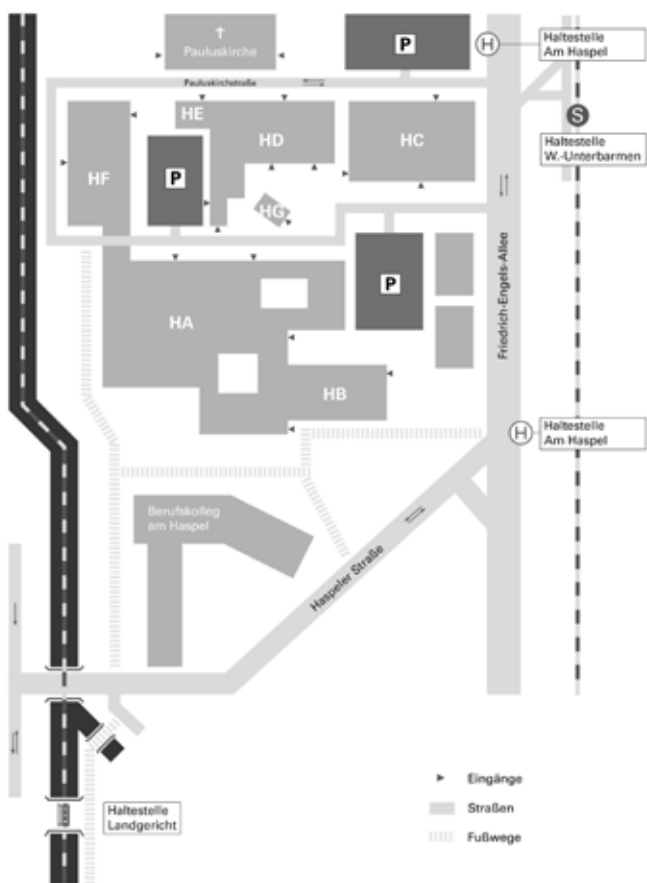 P
H
Haltestelle
Am Haspel
Pauluskirche
Pauluskirchstraße
S
Haltestelle
W.-Unterbarmen
HE
HD
HC
HF
P
HG
Friedrich-Engels-Allee
P
HA
HB
H
Haltestelle
Am Haspel
Berufskolleg
am Haspel
Haspeler Straße
Eingänge
Straßen
Fußwege
Haltestelle
Landgericht